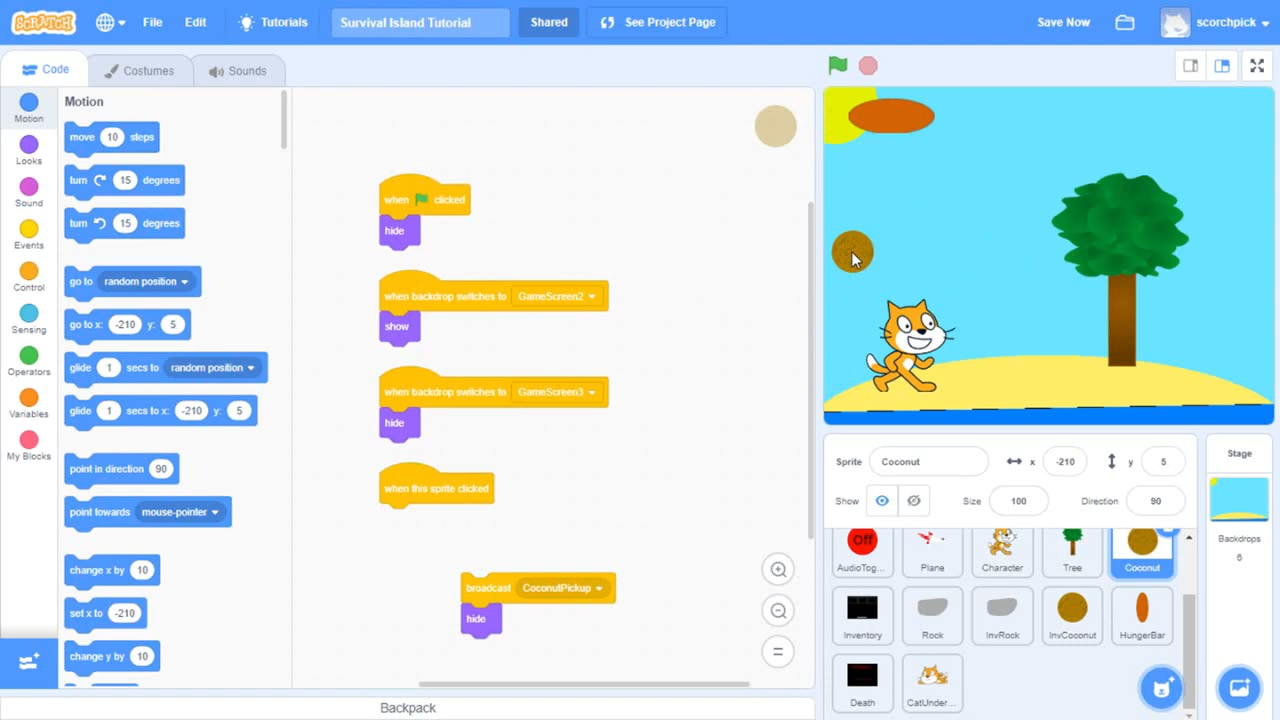 SCRATCH File Edit Tutorials Survival Island Tutorial Shared See Project Page Save Now scorchpick
Code Costumes Sounds
Motion
Looks
Sound
Events
Control
Sensing
Operators
Variables
My Blocks
Motion
move 10 steps
turn 15 degrees
turn 15 degrees
go to random position
go to x: -210 y: 5
glide 1 secs to random position
glide 1 secs to x: -210 y: 5
point in direction 90
point towards mouse-pointer
change x by 10
set x to -210
change y by 10
when clicked
hide
when backdrop switches to GameScreen2
show
when backdrop switches to GameScreen3
hide
when this sprite clicked
broadcast CoconutPickup
hide
Sprite Coconut x -210 y 5
Show Size 100 Direction 90
Off
AudioTog... Plane Character Tree Coconut
Inventory Rock InvRock InvCoconut HungerBar
Death CatUnder...
Stage
Backdrops
6
Backpack